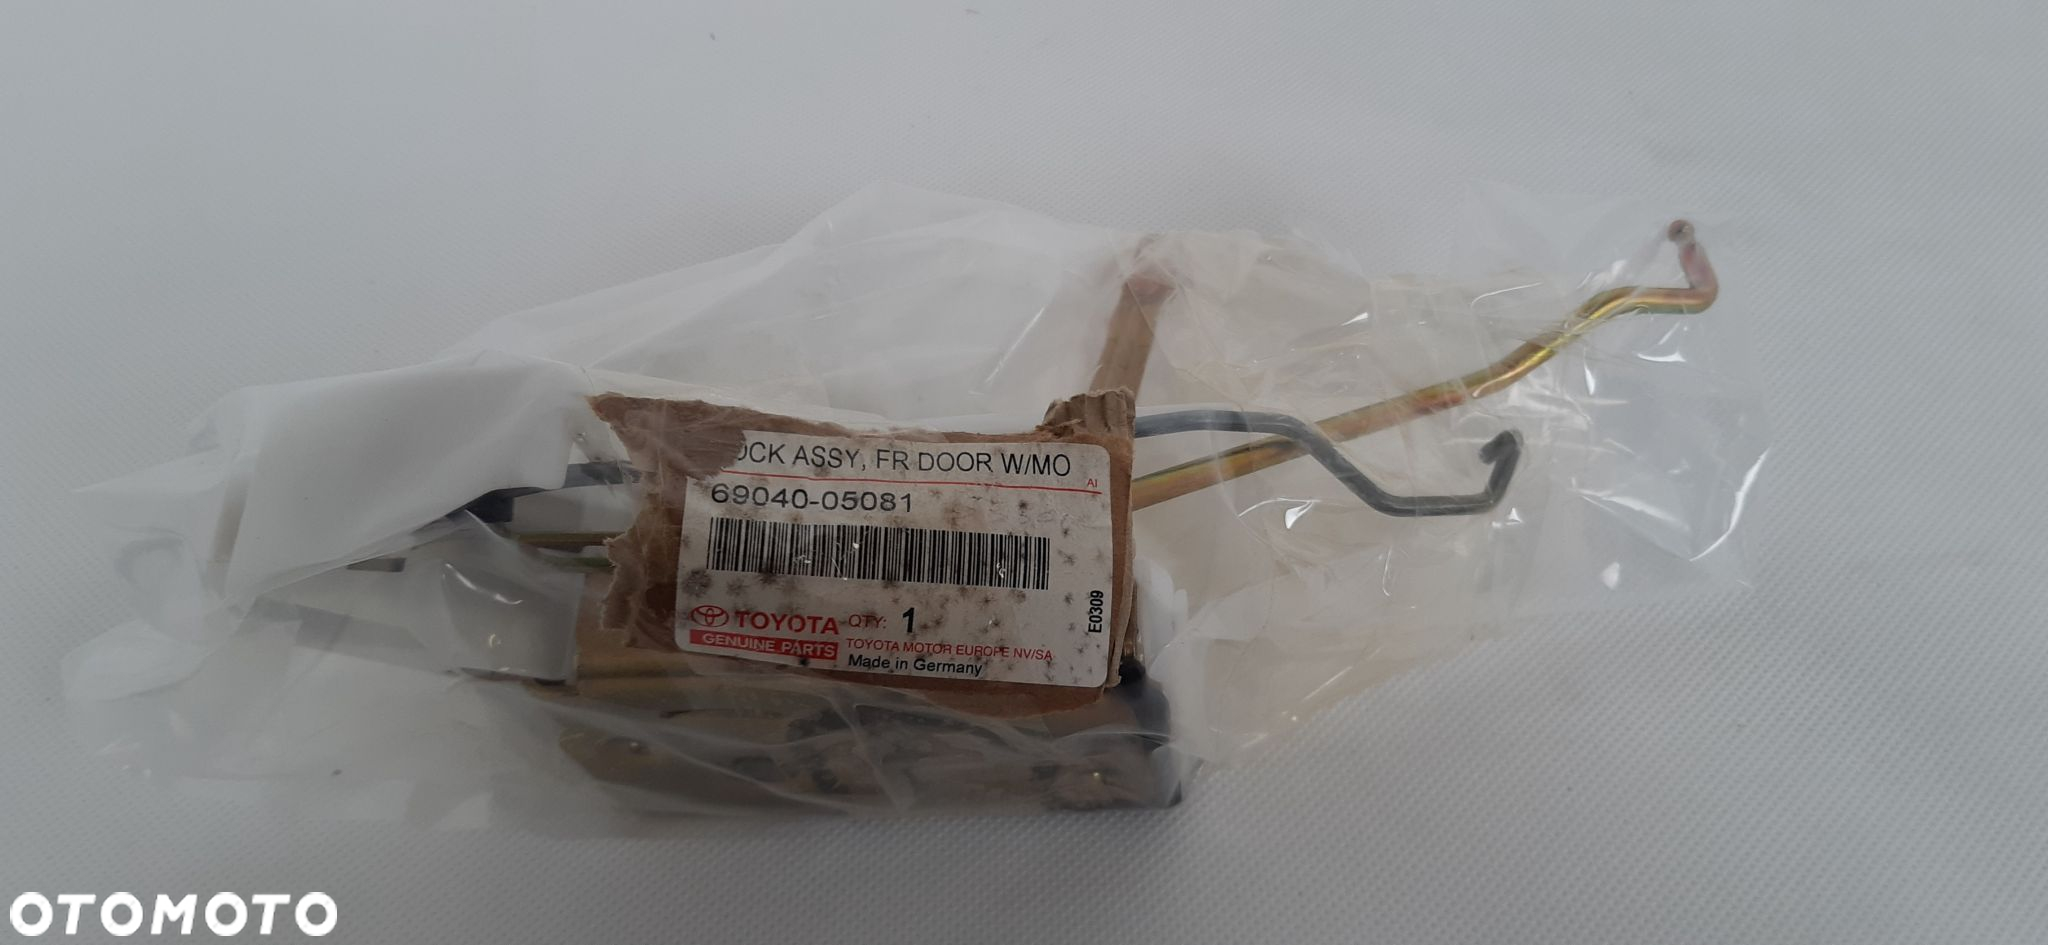 OCK ASSY, FR DOOR W/MO
AI
69040-05081
E0309
TOYOTA QTY: 1
GENUINE PARTS TOYOTA MOTOR EUROPE NV/SA
Made in Germany
OTOMOTO